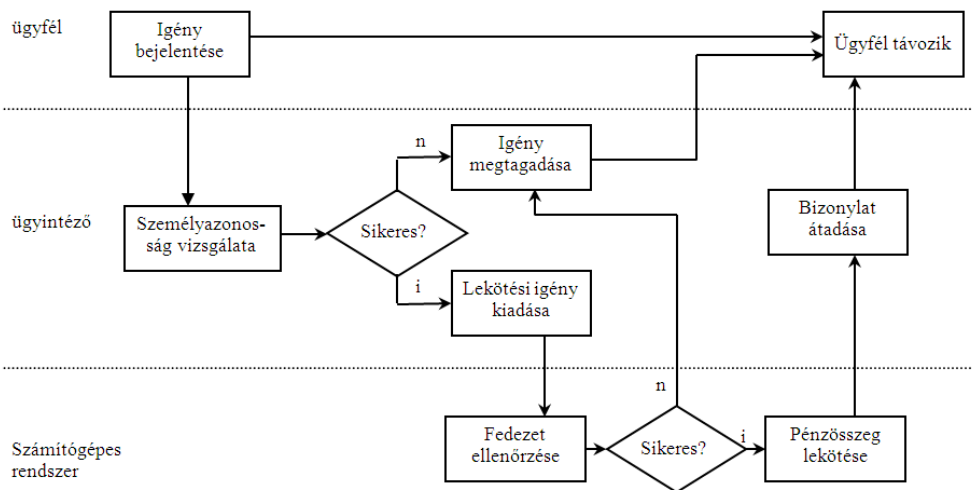 ügyfél
Igény
bejelentése
Ügyfél távozik
n
Igény
megtagadása
ügyintéző
Személyazonos-
ság vizsgálata
Sikeres?
Bizonylat
átadása
i
Lekötési igény
kiadása
n
Számítógépes
rendszer
Fedezet
ellenőrzése
Sikeres?
i
Pénzösszeg
lekötése